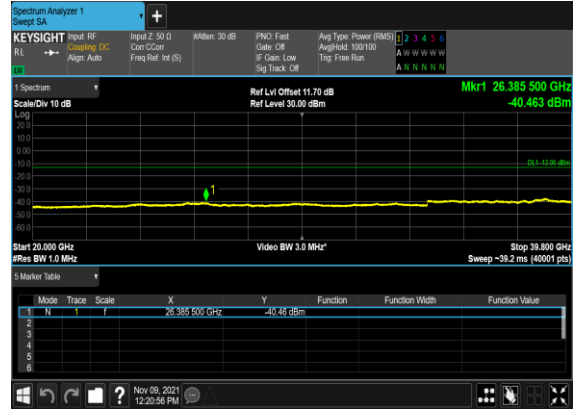 Spectrum Analyzer 1
Swept SA
+
KEYSIGHT
RL
LM
Input: RF
Coupling: DC
Align: Auto
Input Z: 50 Ω
Corr CCorr
Freq Ref: Int (S)
#Atten: 30 dB
PNO: Fast
Gate: Off
IF Gain: Low
Sig Track: Off
Avg Type: Power (RMS)
Avg|Hold: 100/100
Trig: Free Run
1 2 3 4 5 6
A W W W W W
A N N N N N
1 Spectrum
Scale/Div 10 dB
Ref Lvl Offset 11.70 dB
Ref Level 30.00 dBm
Mkr1 26.385 500 GHz
-40.463 dBm
Log
20.0
10.0
0.00
-10.0
-20.0
-30.0
-40.0
-50.0
-60.0
DL1 -13.00 dBm
1
Start 20.000 GHz
#Res BW 1.0 MHz
Video BW 3.0 MHz*
Stop 39.800 GHz
Sweep ~39.2 ms (40001 pts)
5 Marker Table
Mode Trace Scale X Y Function Function Width Function Value
1 N 1 f 26.385 500 GHz -40.46 dBm
2
3
4
5
6
?
Nov 09, 2021
12:20:56 PM